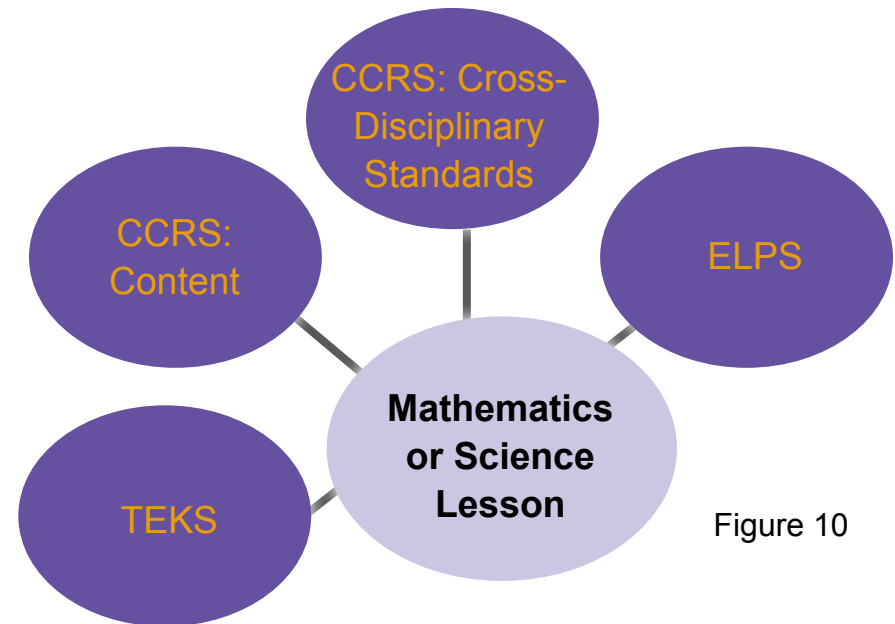 CCRS: Cross-
Disciplinary
Standards
CCRS:
Content
ELPS
Mathematics
or Science
Lesson
TEKS
Figure 10